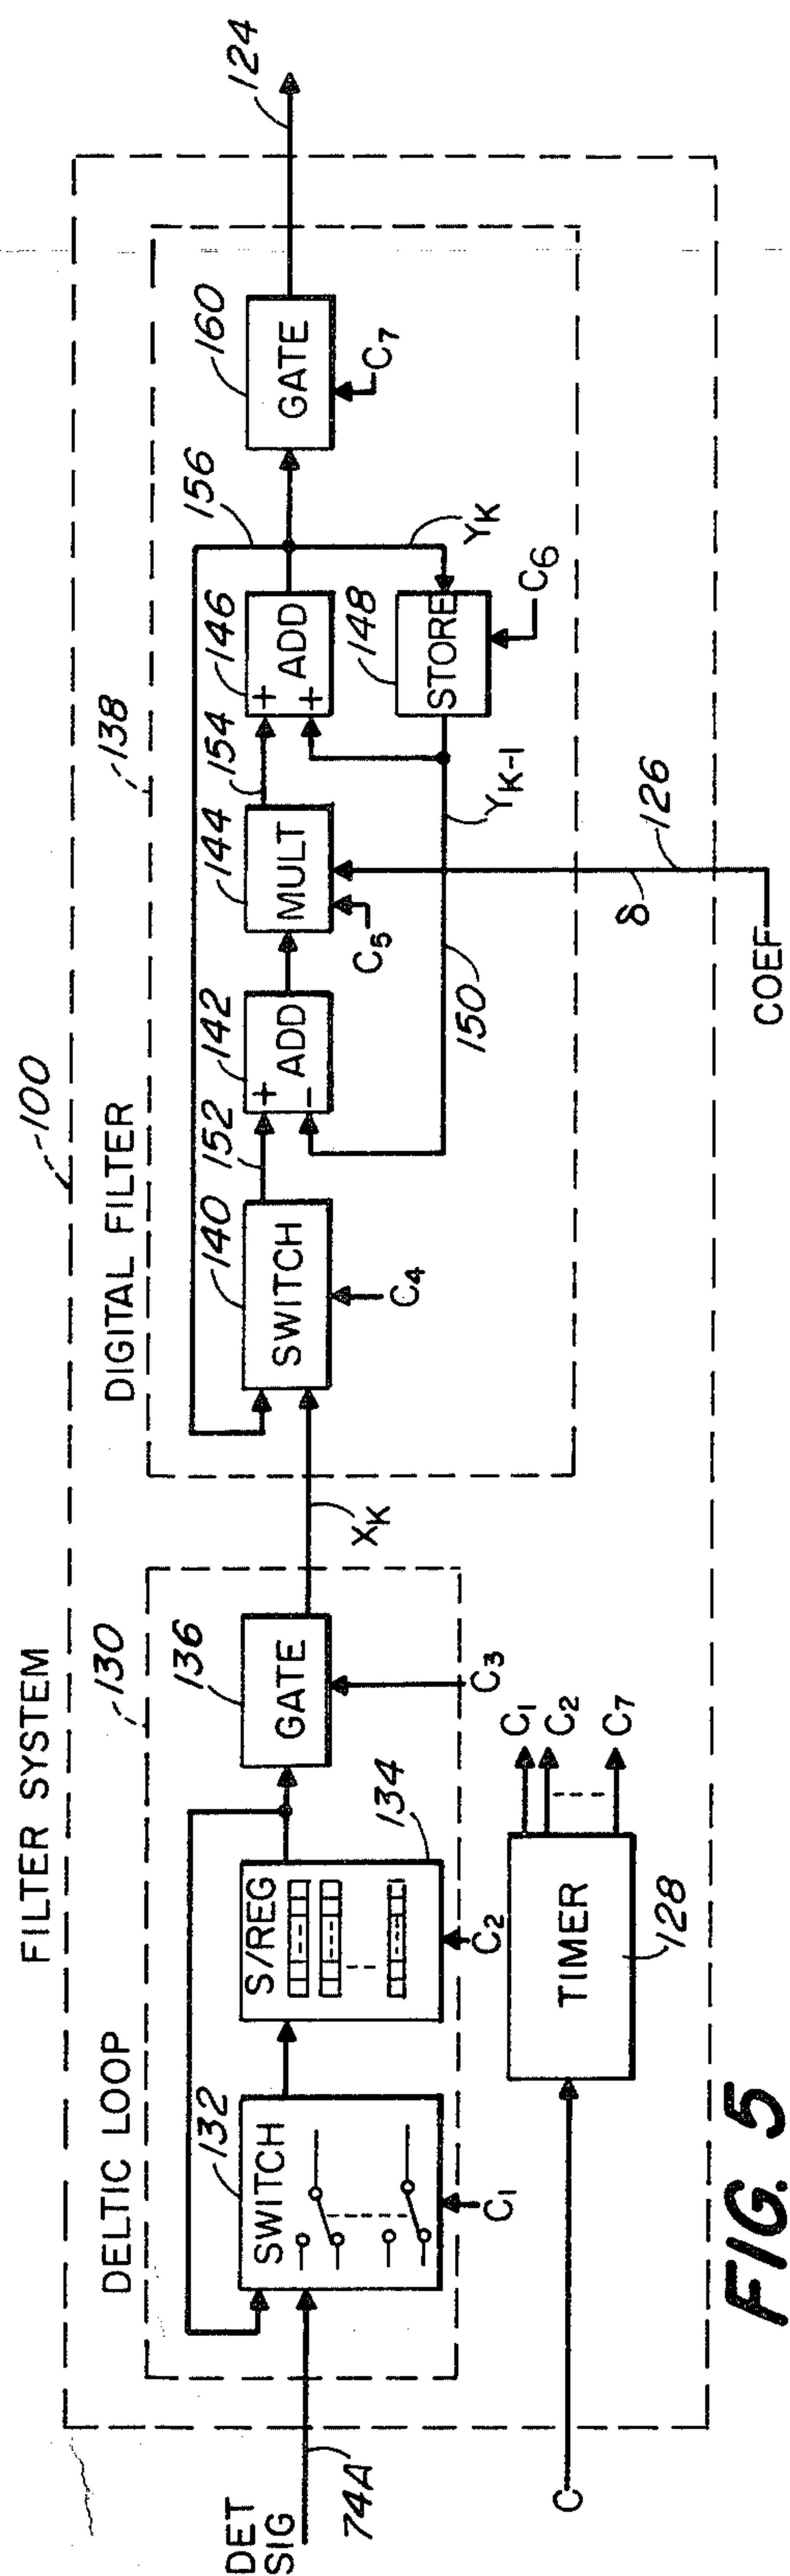 FILTER SYSTEM
100
DELTIC LOOP
130
DIGITAL FILTER
138
DET
SIG
74A
132
SWITCH
C1
S/REG
134
C2
136
GATE
C3
XK
140
SWITCH
C4
152
142
ADD
+
−
144
MULT
C5
154
146
ADD
+
+
156
148
STORE
C6
YK
YK-1
150
160
GATE
C7
124
δ
126
COEF
C
TIMER
128
C1
C2
C7
FIG. 5